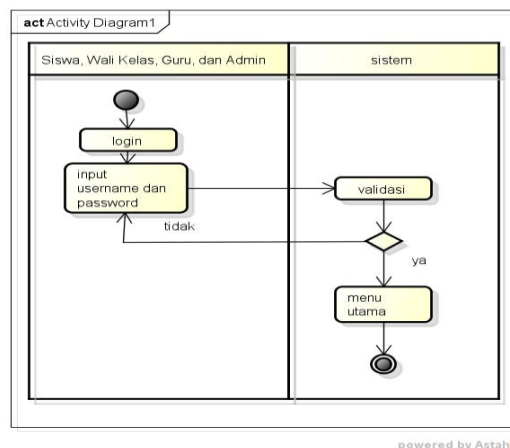 act Activity Diagram1
Siswa, Wali Kelas, Guru, dan Admin
sistem
login
input
username dan
password
validasi
tidak
ya
menu
utama
powered by Astah